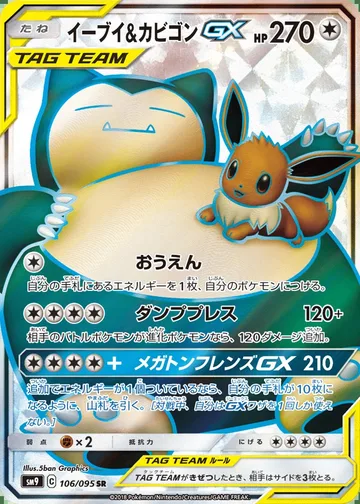 たね イーブイ&カビゴンGX HP 270
TAG TEAM
おうえん
自分の手札にあるエネルギーを1枚、自分のポケモンにつける。
ダンプレス 120+
相手のバトルポケモンが進化ポケモンなら、120ダメージ追加。
+ メガトンフレンズGX 210
追加でエネルギーが1個ついているなら、自分の手札が10枚に
なるように、山札を引く。[対戦中、自分はGXワザを1回しか使え
ない。]
弱点 ×2 抵抗力 にげる
Illus.5ban Graphics
SM9 C 106/095 SR
TAG TEAM ルール
TAG TEAMがきぜつしたとき、相手はサイドを3枚とる。
©2018 Pokémon/Nintendo/Creatures/GAME FREAK